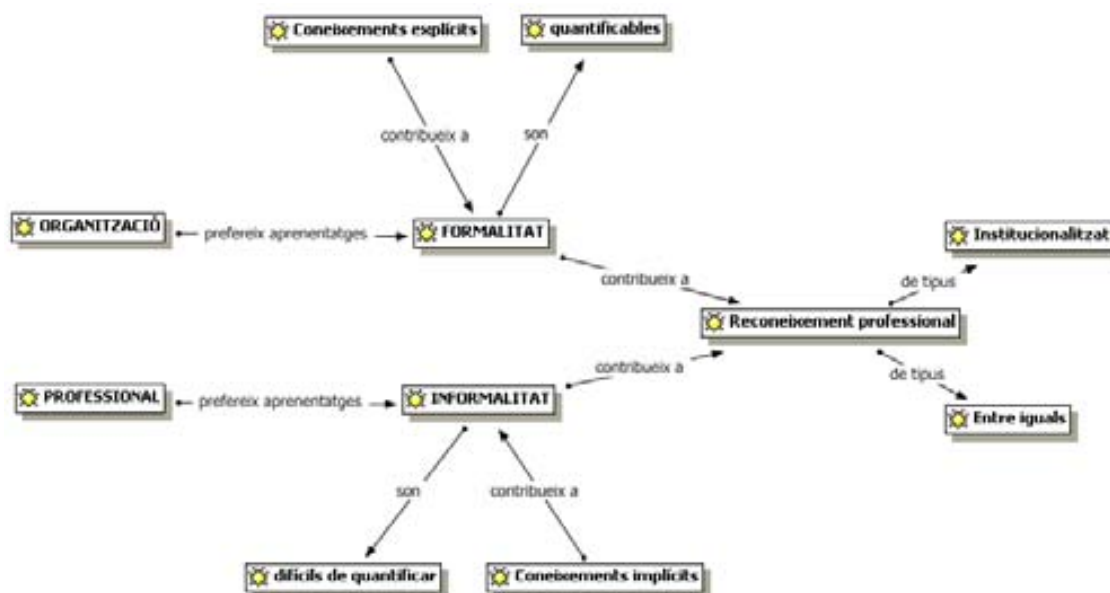 Coneixements explícits
quantificables
contribueix a
son
ORGANITZACIÓ
prefereix aprenentatges
FORMALITAT
Institucionalitzat
contribueix a
de tipus
Reconeixement professional
contribueix a
de tipus
PROFESSIONAL
prefereix aprenentatges
INFORMALITAT
Entre iguals
son
contribueix a
dificils de quantificar
Coneixements implícits